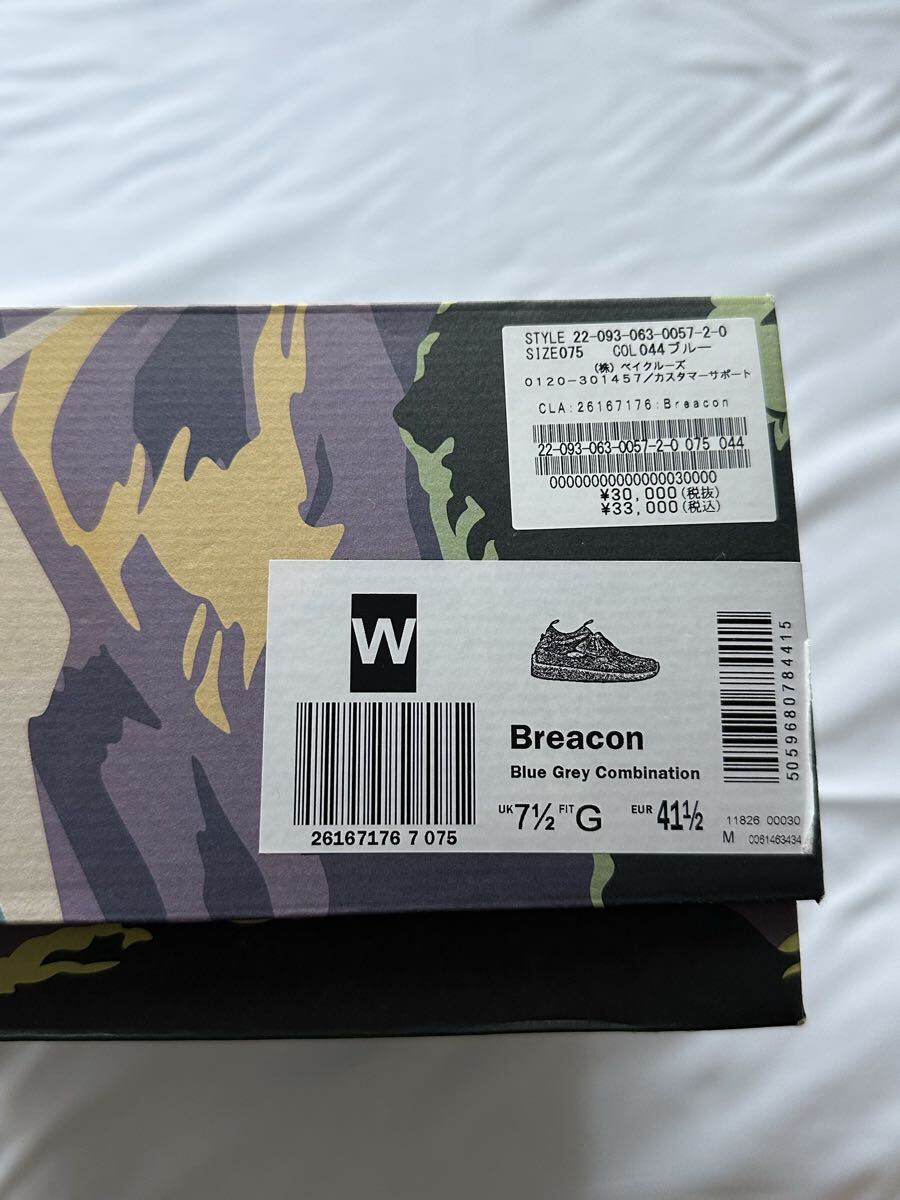 STYLE 22-093-063-0057-2-0
SIZE075 COL044ブルー
(株) ベイクルーズ
0120-301457/カスタマーサポート
CLA:26167176:Breacon
22-093-063-0057-2-0 075 044
00000000000000030000
¥30,000(税抜)
¥33,000(税込)
W
26167176 7 075
Breacon
Blue Grey Combination
UK 7½ FIT G EUR 41½
5059680784415
11826 00030
M 0061463434